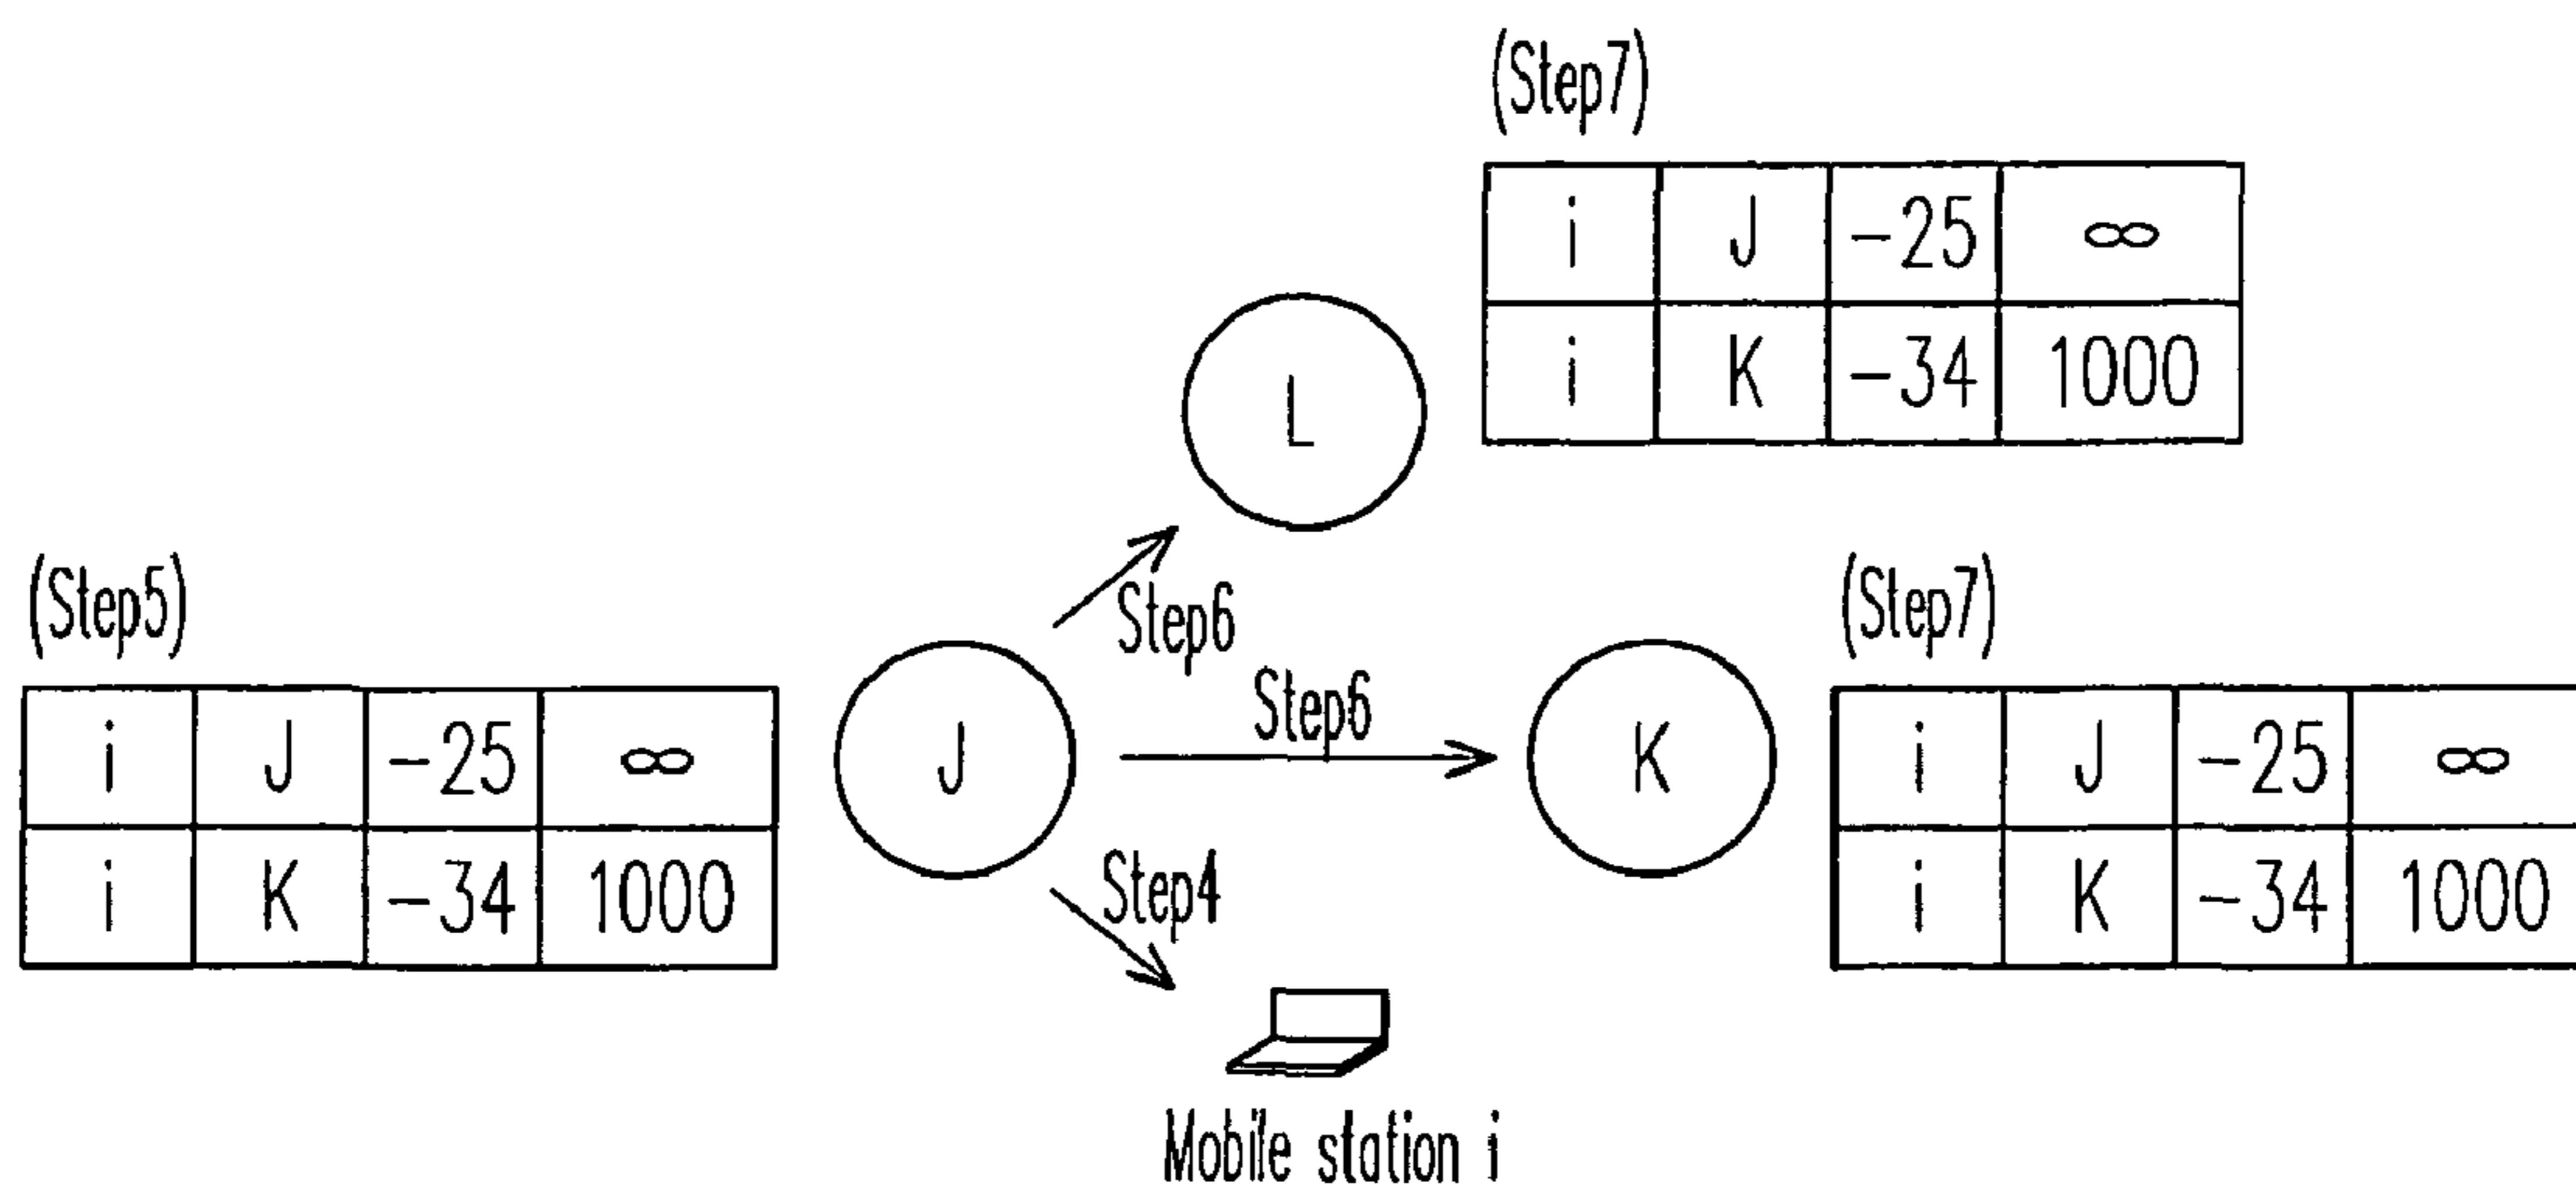 (Step7)
i J -25 ∞
i K -34 1000
L
(Step5)
Step6
(Step7)
Step6
i J -25 ∞
J
K
i J -25 ∞
i K -34 1000
Step4
i K -34 1000
Mobile station i